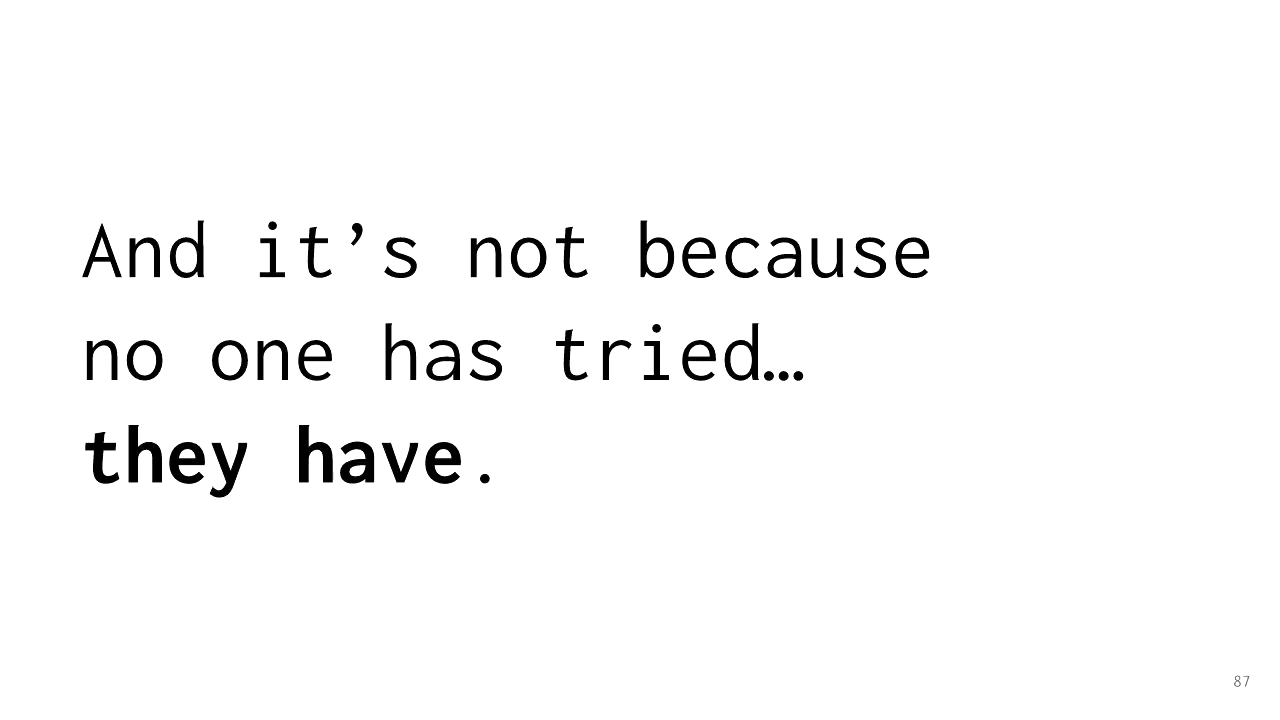 And it’s not because
no one has tried…
they have.
87